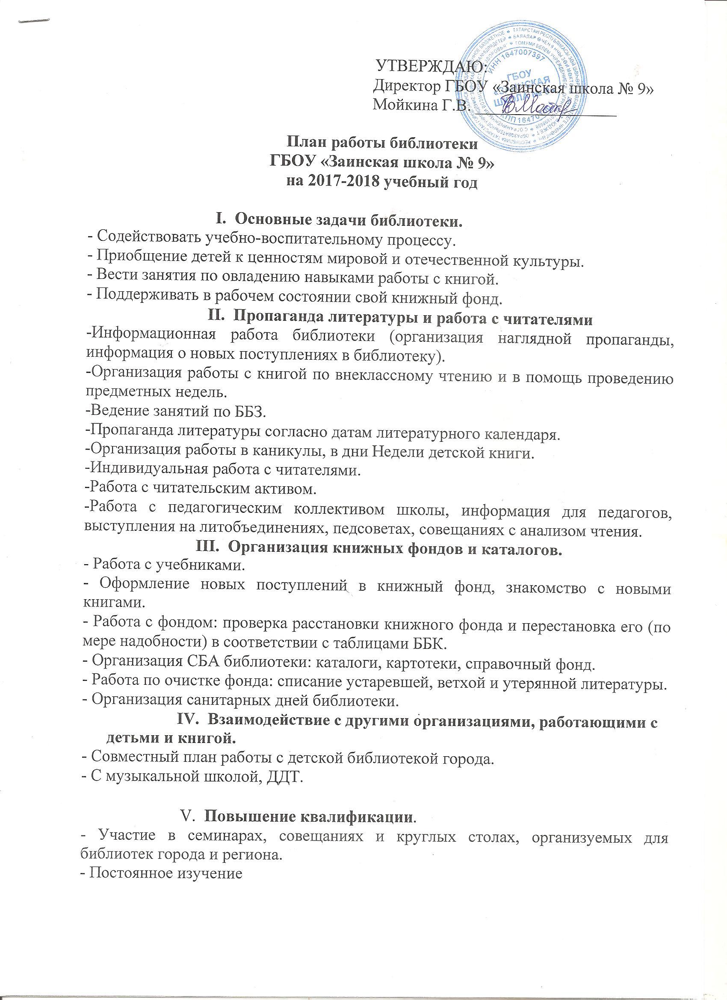 УТВЕРЖДАЮ:
Директор ГБОУ «Заинская школа № 9»
Мойкина Г.В.
ИНН 1647007397
ГБОУ
«ЗАИНСКАЯ
ШКОЛА № 9»
План работы библиотеки
ГБОУ «Заинская школа № 9»
на 2017-2018 учебный год
I. Основные задачи библиотеки.
- Содействовать учебно-воспитательному процессу.
- Приобщение детей к ценностям мировой и отечественной культуры.
- Вести занятия по овладению навыками работы с книгой.
- Поддерживать в рабочем состоянии свой книжный фонд.
II. Пропаганда литературы и работа с читателями
-Информационная работа библиотеки (организация наглядной пропаганды,
информация о новых поступлениях в библиотеку).
-Организация работы с книгой по внеклассному чтению и в помощь проведению
предметных недель.
-Ведение занятий по ББЗ.
-Пропаганда литературы согласно датам литературного календаря.
-Организация работы в каникулы, в дни Недели детской книги.
-Индивидуальная работа с читателями.
-Работа с читательским активом.
-Работа с педагогическим коллективом школы, информация для педагогов,
выступления на литобъединениях, педсоветах, совещаниях с анализом чтения.
III. Организация книжных фондов и каталогов.
- Работа с учебниками.
- Оформление новых поступлений в книжный фонд, знакомство с новыми
книгами.
- Работа с фондом: проверка расстановки книжного фонда и перестановка его (по
мере надобности) в соответствии с таблицами ББК.
- Организация СБА библиотеки: каталоги, картотеки, справочный фонд.
- Работа по очистке фонда: списание устаревшей, ветхой и утерянной литературы.
- Организация санитарных дней библиотеки.
IV. Взаимодействие с другими организациями, работающими с
детьми и книгой.
- Совместный план работы с детской библиотекой города.
- С музыкальной школой, ДДТ.
V. Повышение квалификации.
- Участие в семинарах, совещаниях и круглых столах, организуемых для
библиотек города и региона.
- Постоянное изучение